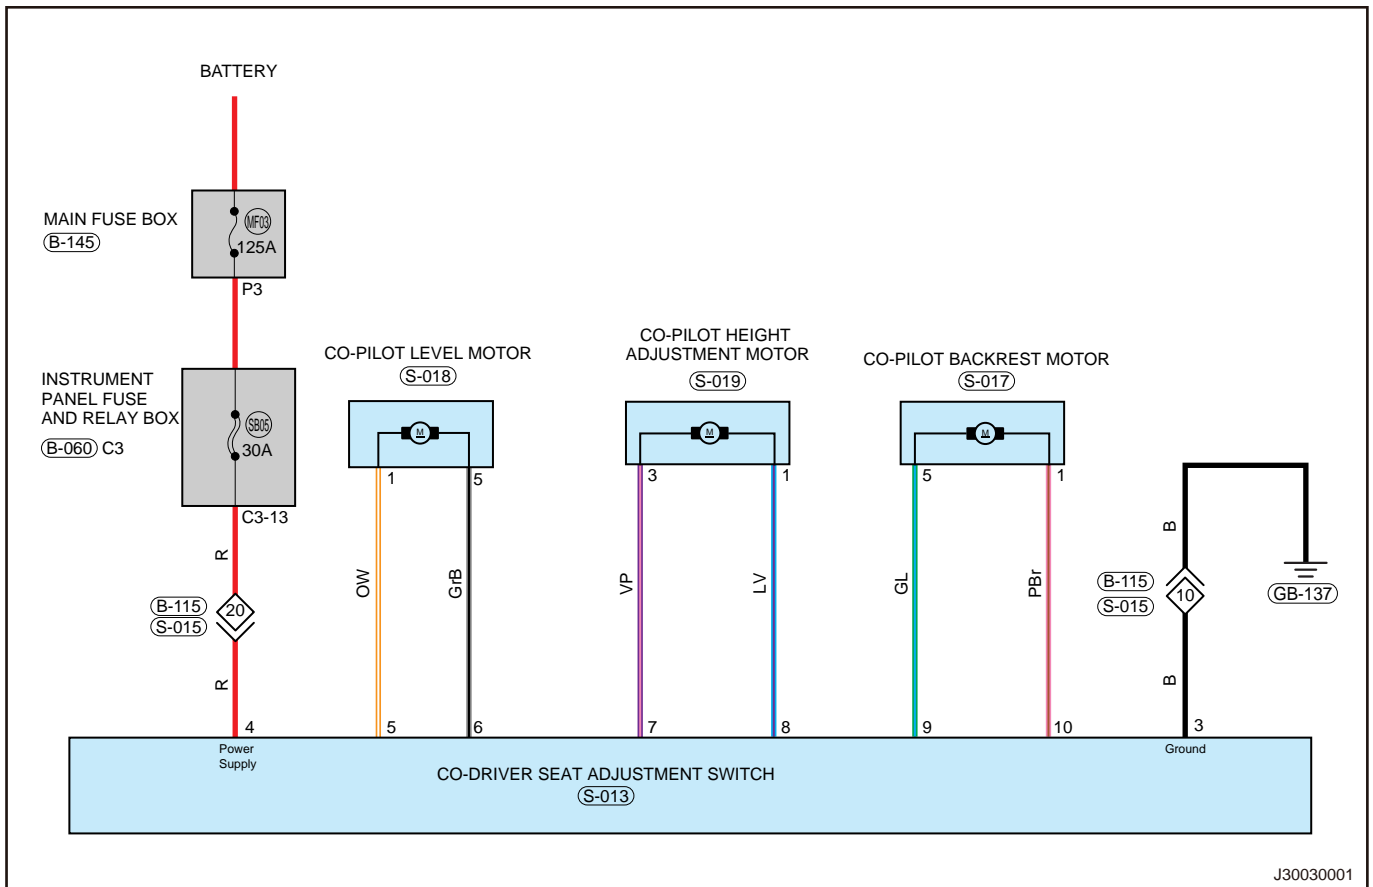 BATTERY
MAIN FUSE BOX
B-145
MF03
125A
P3
INSTRUMENT
PANEL FUSE
AND RELAY BOX
B-060 C3
SB05
30A
C3-13
R
B-115
S-015
20
R
4
Power
Supply
CO-PILOT LEVEL MOTOR
S-018
M
1
5
OW
GrB
5
6
CO-PILOT HEIGHT
ADJUSTMENT MOTOR
S-019
M
3
1
VP
LV
7
8
CO-PILOT BACKREST MOTOR
S-017
M
5
1
GL
PBr
9
10
B
B-115
S-015
10
GB-137
B
3
Ground
CO-DRIVER SEAT ADJUSTMENT SWITCH
S-013
J30030001